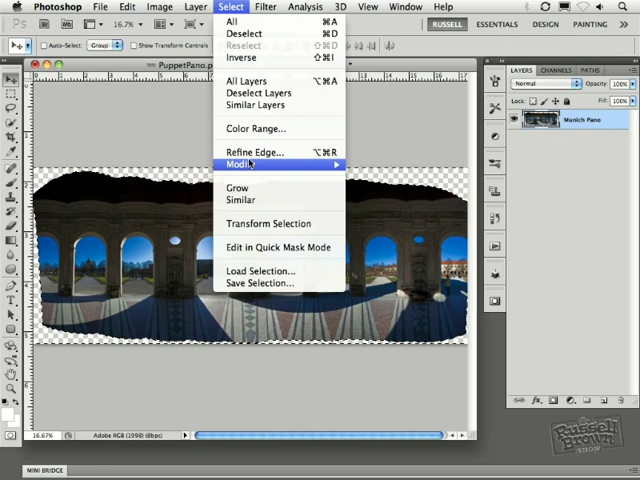 Photoshop File Edit Image Layer Select Filter Analysis 3D View Window Help
Ps 16.7% RUSSELL ESSENTIALS DESIGN PAINTING
Auto-Select: Group Show Transform Controls
PuppetPano.p
All ⌘A
Deselect ⌘D
Reselect ⇧⌘D
Inverse ⇧⌘I
All Layers ⌥⌘A
Deselect Layers
Similar Layers
Color Range...
Refine Edge... ⌥⌘R
Modify
Grow
Similar
Transform Selection
Edit in Quick Mask Mode
Load Selection...
Save Selection...
LAYERS CHANNELS PATHS
Normal Opacity: 100%
Lock: Fill: 100%
Munich Pano
16.67% Adobe RGB (1998) (8bpc)
MINI BRIDGE
The Russell Brown SHOW